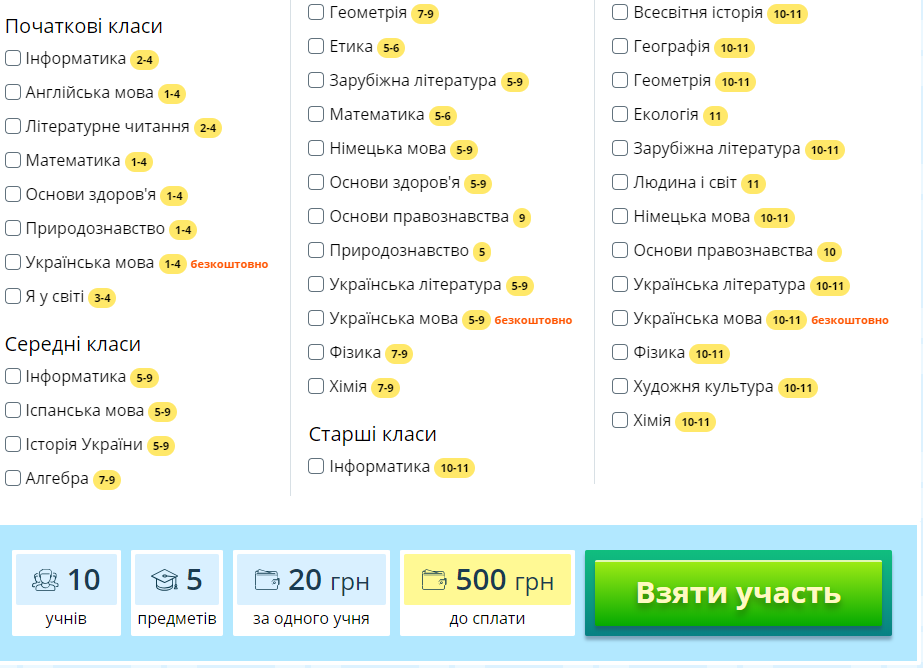 Початкові класи
Інформатика 2-4
Англійська мова 1-4
Літературне читання 2-4
Математика 1-4
Основи здоров'я 1-4
Природознавство 1-4
Українська мова 1-4 безкоштовно
Я у світі 3-4
Середні класи
Інформатика 5-9
Іспанська мова 5-9
Історія України 5-9
Алгебра 7-9
Геометрія 7-9
Етика 5-6
Зарубіжна література 5-9
Математика 5-6
Німецька мова 5-9
Основи здоров'я 5-9
Основи правознавства 9
Природознавство 5
Українська література 5-9
Українська мова 5-9 безкоштовно
Фізика 7-9
Хімія 7-9
Старші класи
Інформатика 10-11
Всесвітня історія 10-11
Географія 10-11
Геометрія 10-11
Екологія 11
Зарубіжна література 10-11
Людина і світ 11
Німецька мова 10-11
Основи правознавства 10
Українська література 10-11
Українська мова 10-11 безкоштовно
Фізика 10-11
Художня культура 10-11
Хімія 10-11
10
учнів
5
предметів
20 грн
за одного учня
500 грн
до сплати
Взяти участь